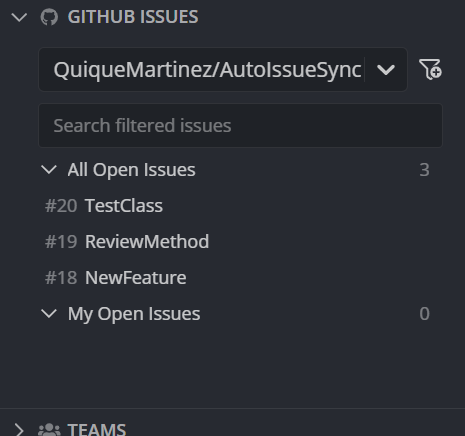 GITHUB ISSUES
QuiqueMartinez/AutoIssueSync
Search filtered issues
All Open Issues 3
#20 TestClass
#19 ReviewMethod
#18 NewFeature
My Open Issues 0
TEAMS